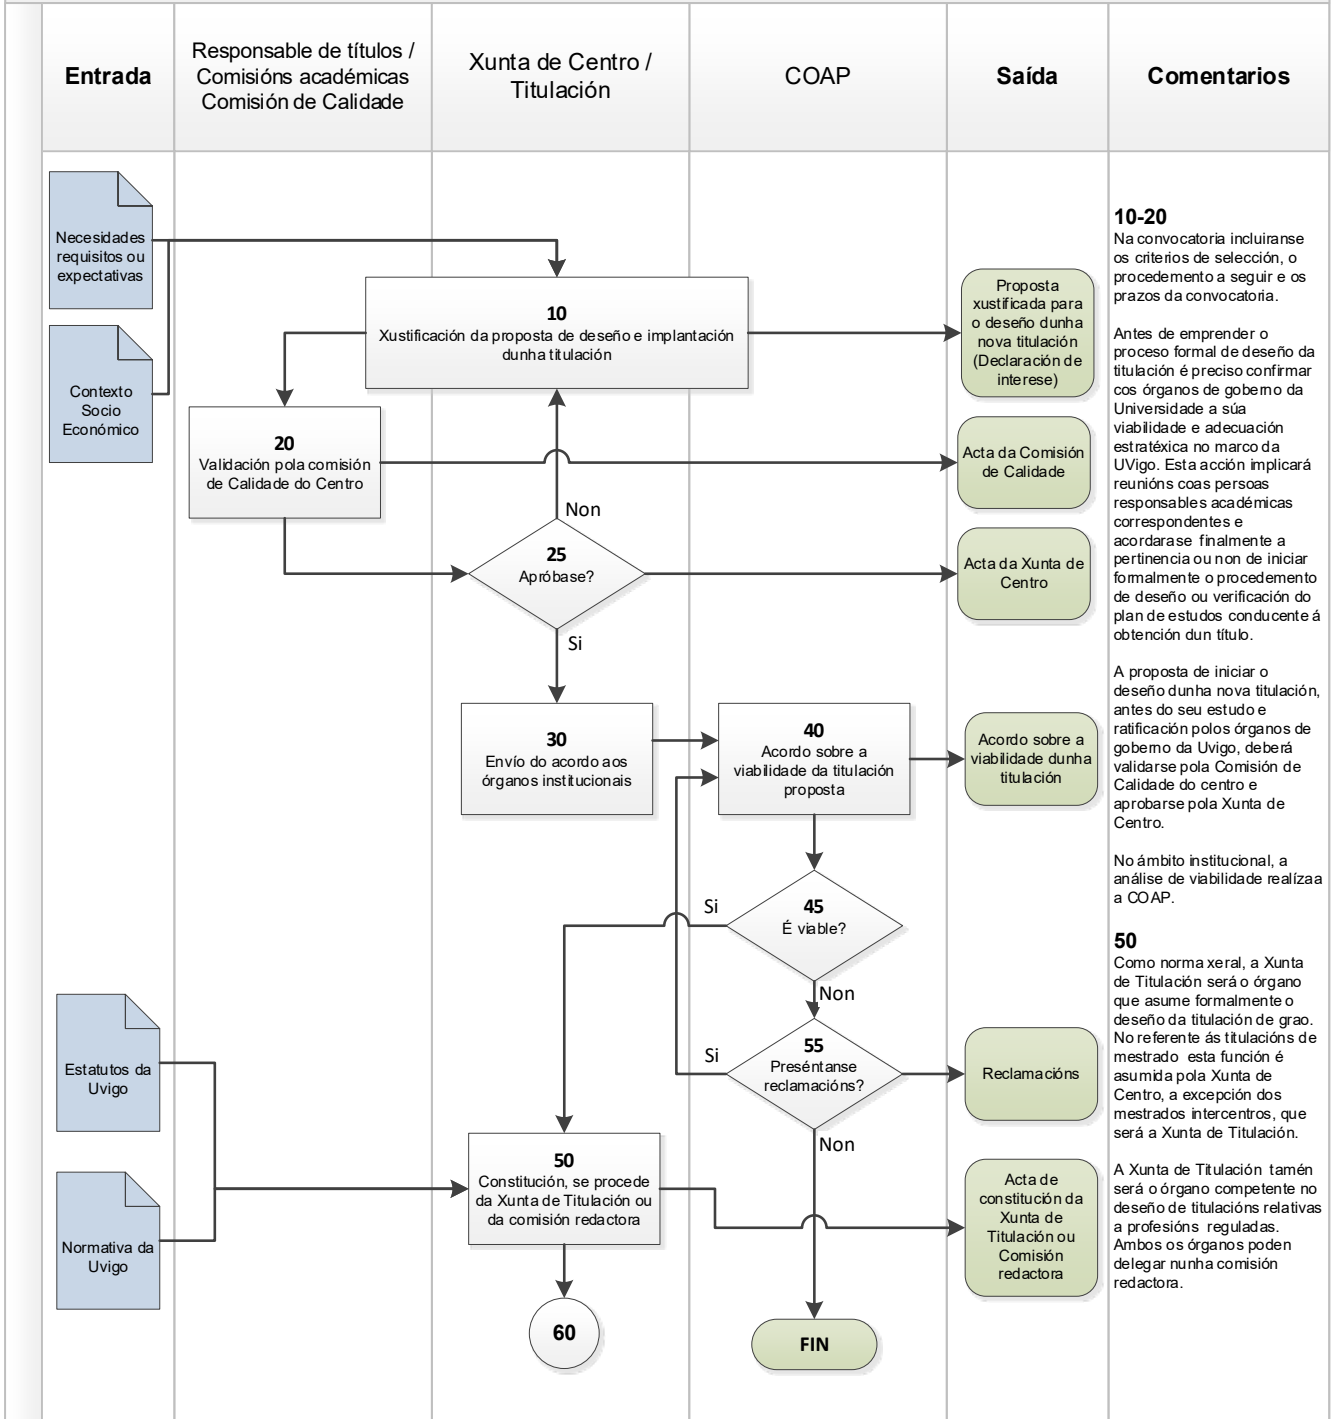 Entrada
Responsable de títulos /
Comisións académicas
Comisión de Calidade
Xunta de Centro /
Titulación
COAP
Saída
Comentarios
Necesidades
requisitos ou
expectativas
Contexto
Socio
Económico
10
Xustificación da proposta de deseño e implantación
dunha titulación
Proposta
xustificada para
o deseño dunha
nova titulación
(Declaración de
interese)
20
Validación pola comisión
de Calidade do Centro
Acta da Comisión
de Calidade
Non
25
Apróbase?
Acta da Xunta de
Centro
Si
30
Envío do acordo aos
órganos institucionais
40
Acordo sobre a
viabilidade da titulación
proposta
Acordo sobre a
viabilidade dunha
titulación
Si
45
É viable?
Non
Si
55
Preséntanse
reclamacións?
Reclamacións
Non
Estatutos da
Uvigo
Normativa da
Uvigo
50
Constitución, se procede
da Xunta de Titulación ou
da comisión redactora
Acta de
constitución da
Xunta de
Titulación ou
Comisión
redactora
60
FIN
10-20
Na convocatoria incluiranse
os criterios de selección, o
procedemento a seguir e os
prazos da convocatoria.
Antes de emprender o
proceso formal de deseño da
titulación é preciso confirmar
cos órganos de goberno da
Universidade a súa
viabilidade e adecuación
estratéxica no marco da
UVigo. Esta acción implicará
reunións coas persoas
responsables académicas
correspondentes e
acordarase finalmente a
pertinencia ou non de iniciar
formalmente o procedemento
de deseño ou verificación do
plan de estudos conducente á
obtención dun título.
A proposta de iniciar o
deseño dunha nova titulación,
antes do seu estudo e
ratificación polos órganos de
goberno da Uvigo, deberá
validarse pola Comisión de
Calidade do centro e
aprobarse pola Xunta de
Centro.
No ámbito institucional, a
análise de viabilidade realízaa
a COAP.
50
Como norma xeral, a Xunta
de Titulación será o órgano
que asume formalmente o
deseño da titulación de grao.
No referente ás titulacións de
mestrado esta función é
asumida pola Xunta de
Centro, a excepción dos
mestrados intercentros, que
será a Xunta de Titulación.
A Xunta de Titulación tamén
será o órgano competente no
deseño de titulacións relativas
a profesións reguladas.
Ambos os órganos poden
delegar nunha comisión
redactora.